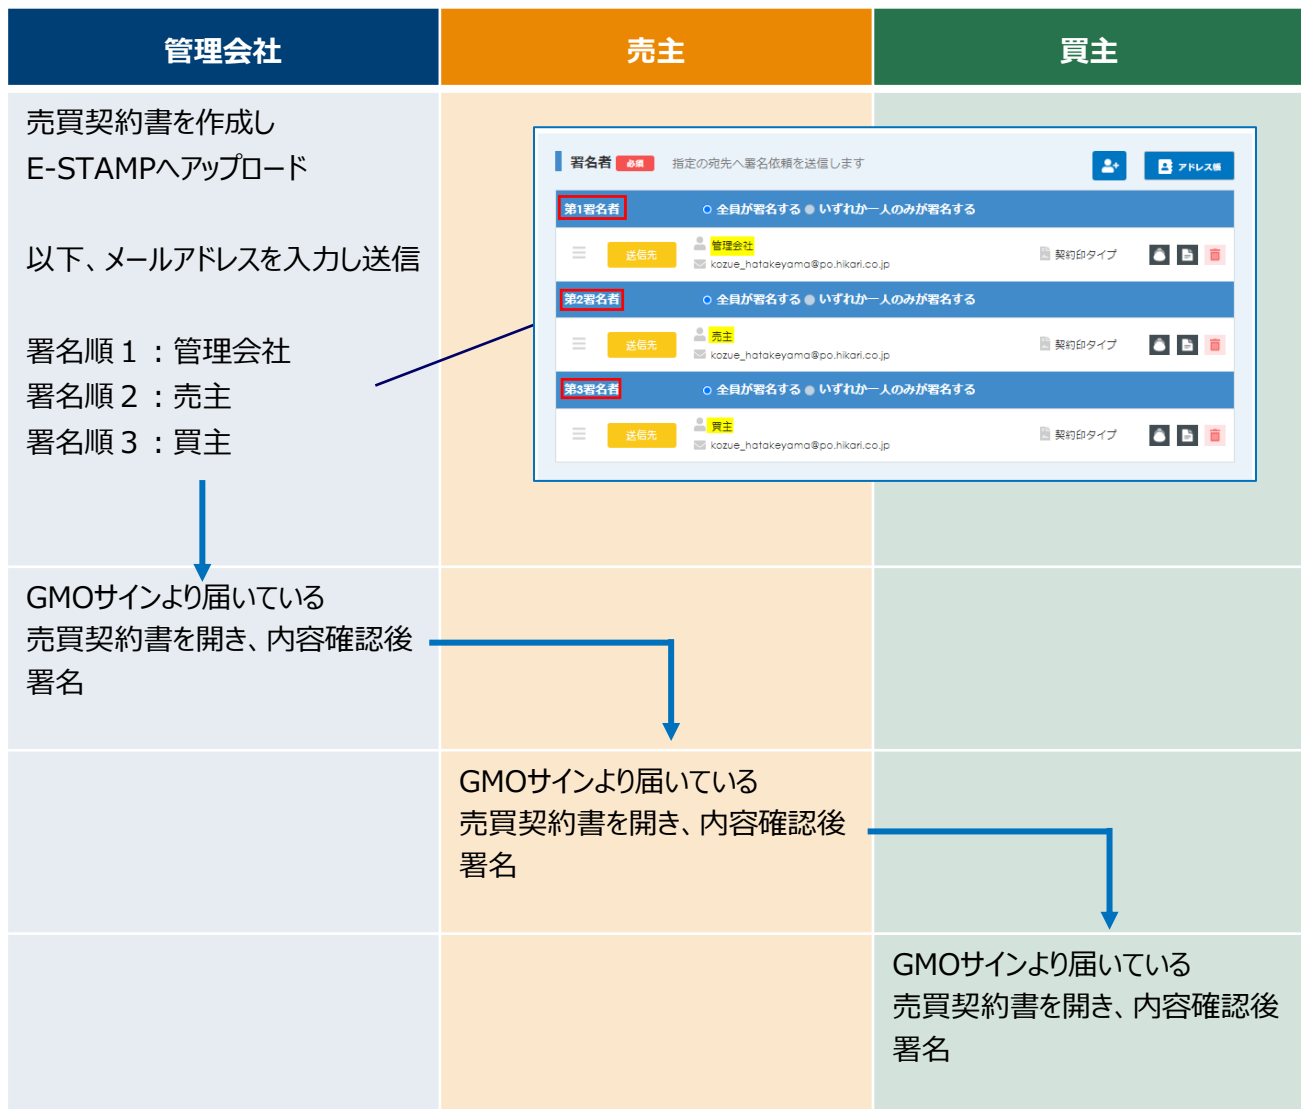 管理会社
売主
買主
売買契約書を作成し
E-STAMPへアップロード
以下、メールアドレスを入力し送信
署名順１：管理会社
署名順２：売主
署名順３：買主
署名者 必須 指定の宛先へ署名依頼を送信します
アドレス帳
第1署名者 全員が署名する いずれか一人のみが署名する
送信先 管理会社 契約印タイプ
kozue_hatakeyama@po.hikari.co.jp
第2署名者 全員が署名する いずれか一人のみが署名する
送信先 売主 契約印タイプ
kozue_hatakeyama@po.hikari.co.jp
第3署名者 全員が署名する いずれか一人のみが署名する
送信先 買主 契約印タイプ
kozue_hatakeyama@po.hikari.co.jp
GMOサインより届いている
売買契約書を開き、内容確認後
署名
GMOサインより届いている
売買契約書を開き、内容確認後
署名
GMOサインより届いている
売買契約書を開き、内容確認後
署名